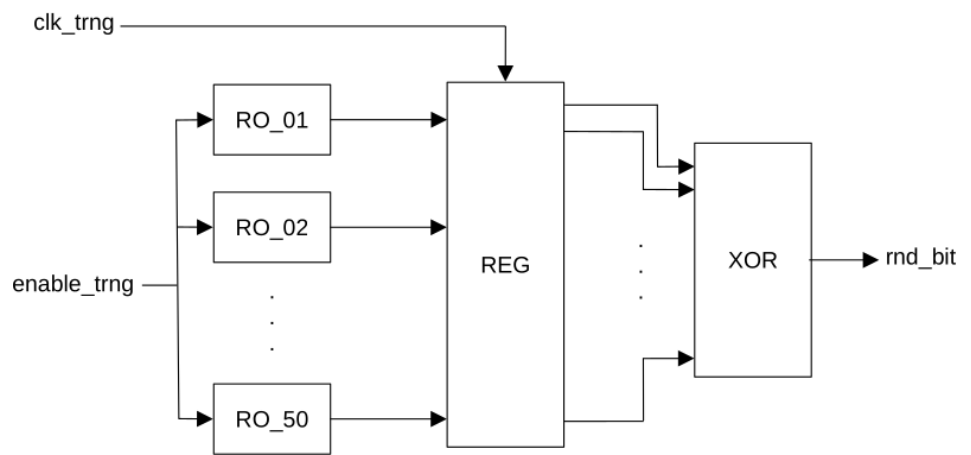 clk_trng
RO_01
RO_02
REG
XOR
rnd_bit
enable_trng
.
.
.
.
.
.
RO_50